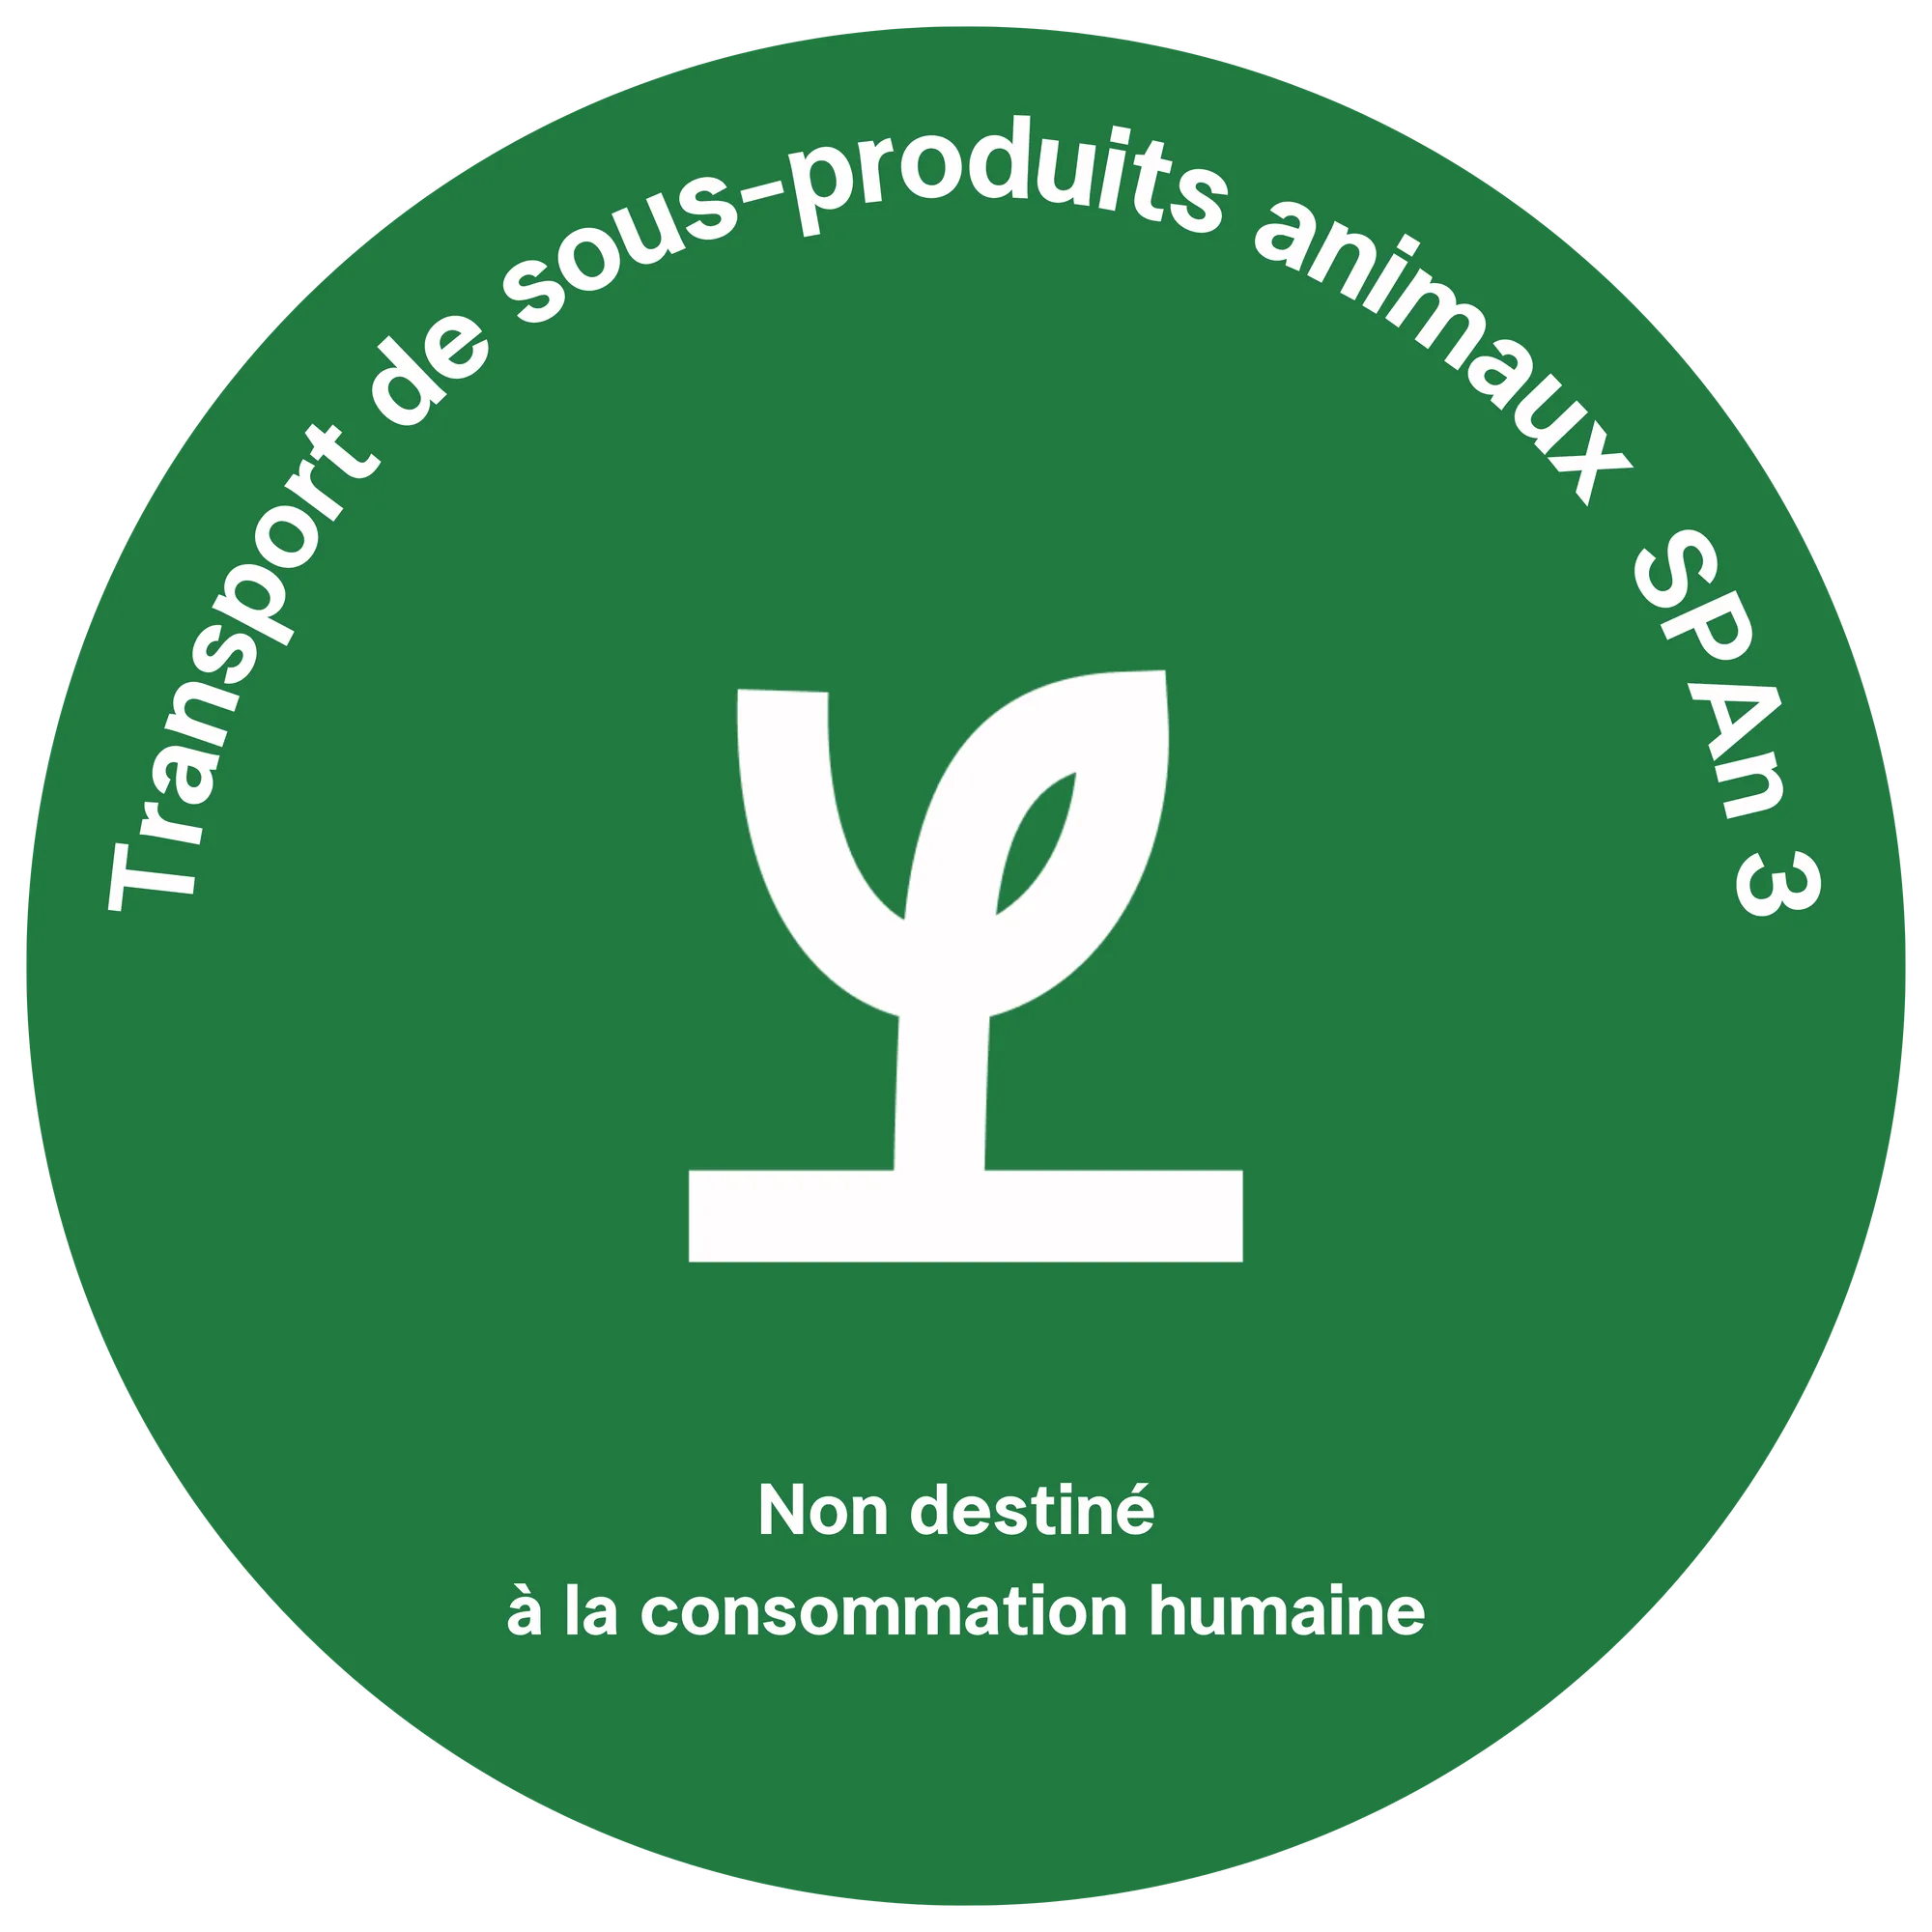 Transport de sous-produits animaux SPAn 3
Non destiné
à la consommation humaine